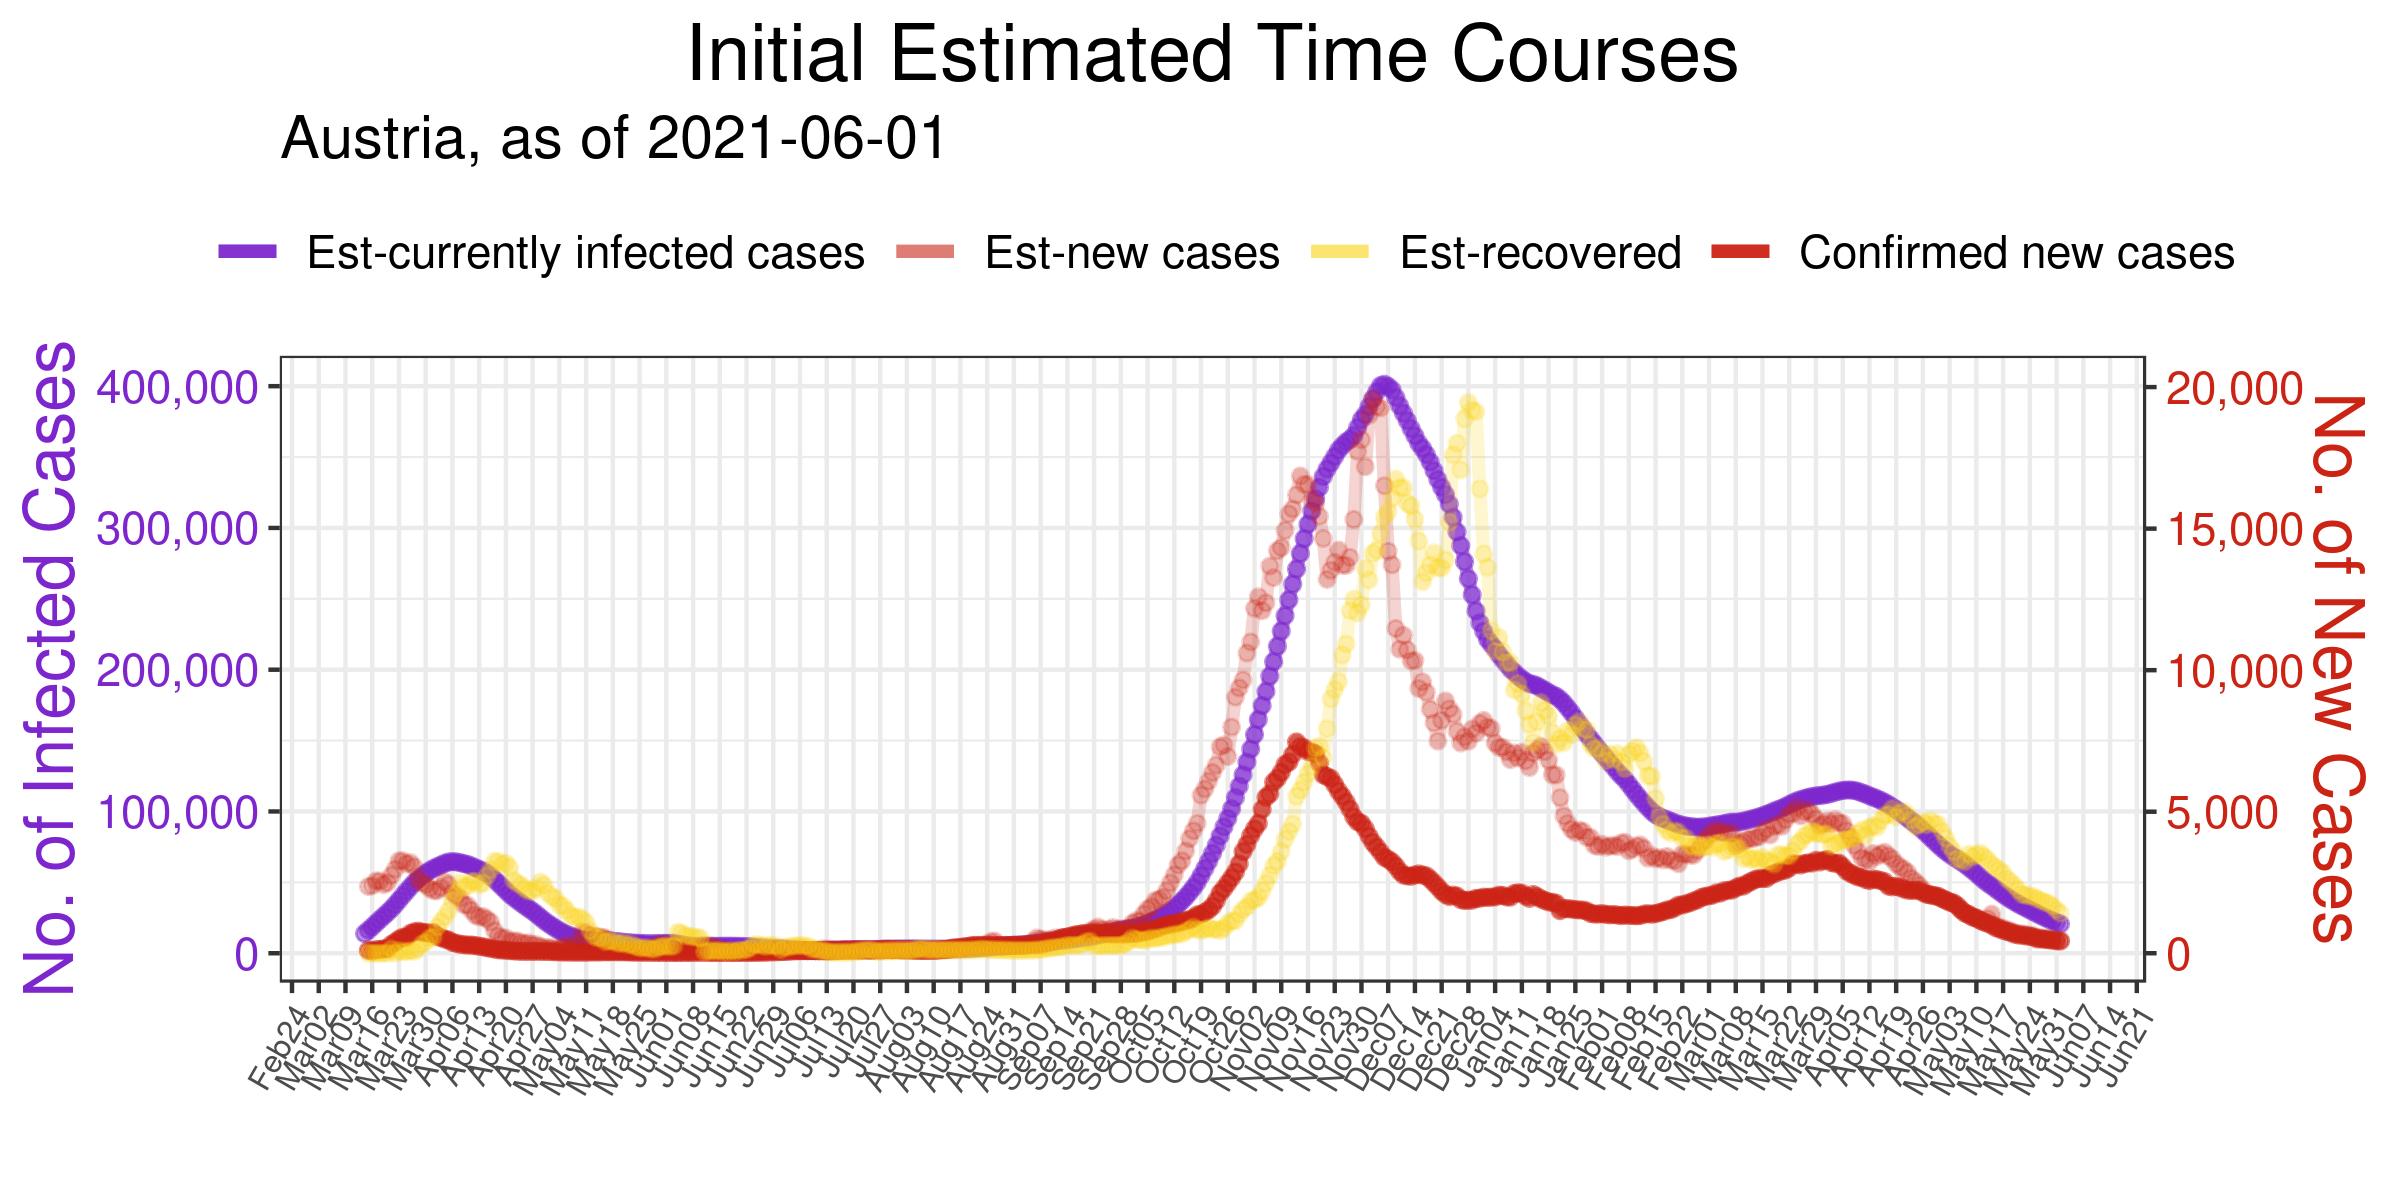 Initial Estimated Time Courses
Austria, as of 2021-06-01
Est-currently infected cases Est-new cases Est-recovered Confirmed new cases
No. of Infected Cases
400,000
300,000
200,000
100,000
0
20,000
15,000
10,000
5,000
0
No. of New Cases
Feb24
Mar02
Mar09
Mar16
Mar23
Mar30
Apr06
Apr13
Apr20
Apr27
May04
May11
May18
May25
Jun01
Jun08
Jun15
Jun22
Jun29
Jul06
Jul13
Jul20
Jul27
Aug03
Aug10
Aug17
Aug24
Aug31
Sep07
Sep14
Sep21
Sep28
Oct05
Oct12
Oct19
Oct26
Nov02
Nov09
Nov16
Nov23
Nov30
Dec07
Dec14
Dec21
Dec28
Jan04
Jan11
Jan18
Jan25
Feb01
Feb08
Feb15
Feb22
Mar01
Mar08
Mar15
Mar22
Mar29
Apr05
Apr12
Apr19
Apr26
May03
May10
May17
May24
May31
Jun07
Jun14
Jun21